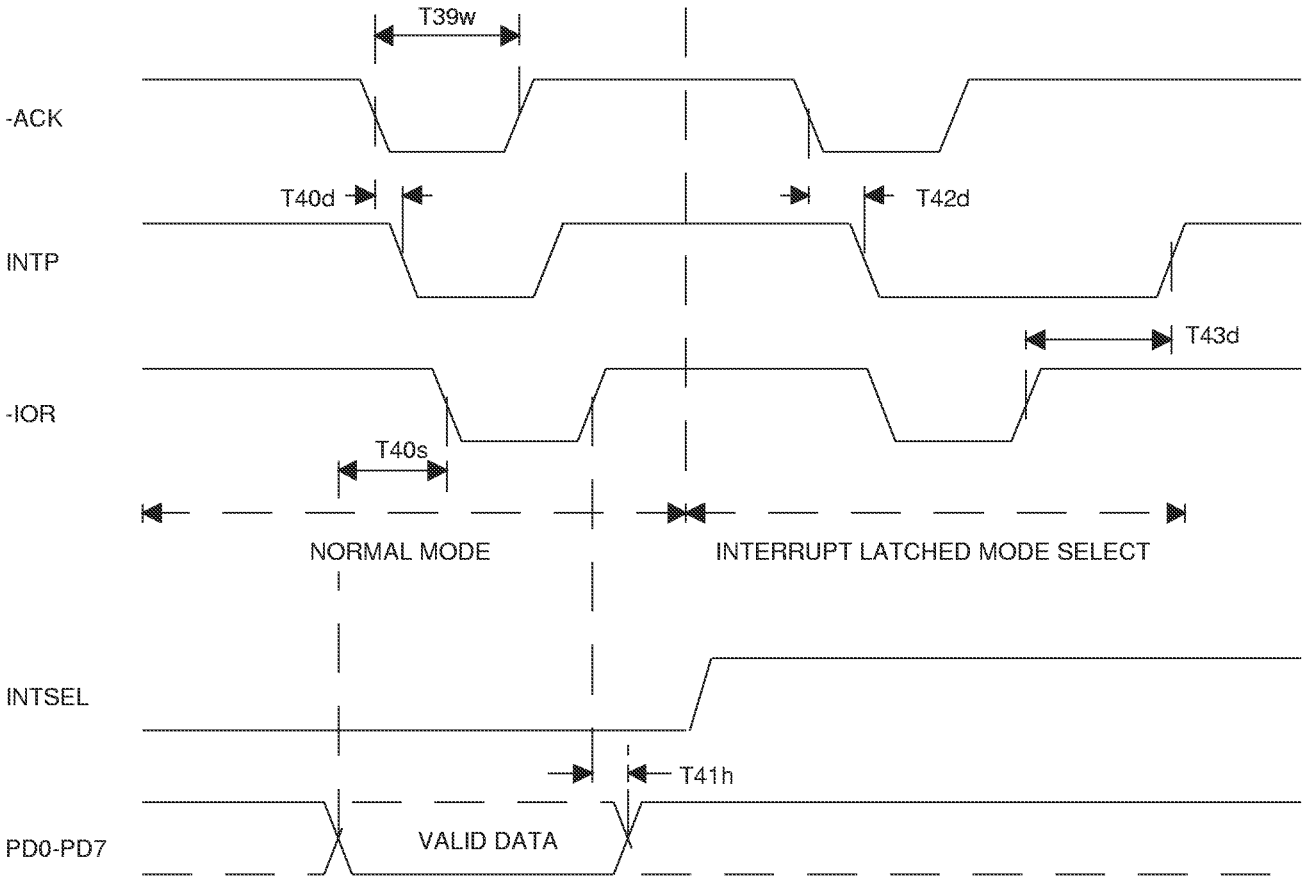 T39w
-ACK
T40d
T42d
INTP
T43d
-IOR
T40s
NORMAL MODE
INTERRUPT LATCHED MODE SELECT
INTSEL
T41h
PD0-PD7
VALID DATA